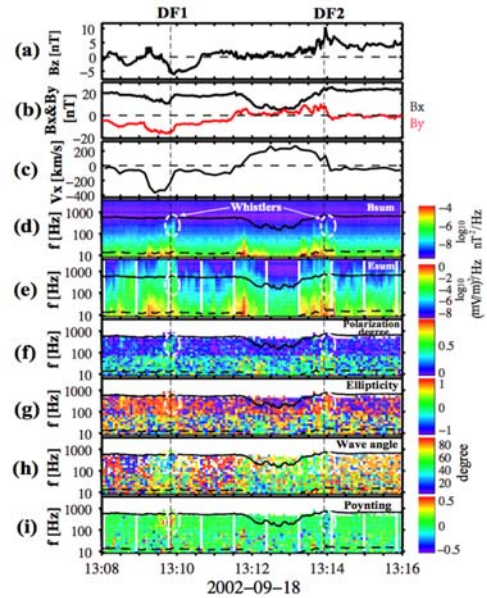 DF1 DF2
(a) Bz [nT] 10 5 0 -5
(b) Bx&By [nT] 20 0 -20 Bx By
(c) Vx [km/s] 200 0 -200 -400
(d) f [Hz] 1000 100 10 Whistlers Bsum -4 -6 -8 log10 nT^2/Hz
(e) f [Hz] 1000 100 10 Esum 0 -2 -4 -6 -8 log10 (mV/m)^2/Hz
(f) f [Hz] 1000 100 10 Polarization degree 0.5 0
(g) f [Hz] 1000 100 10 Ellipticity 1 0 -1
(h) f [Hz] 1000 100 10 Wave angle 80 60 40 20 degree
(i) f [Hz] 1000 100 10 Poynting 0.5 0 -0.5
13:08 13:10 13:12 13:14 13:16
2002-09-18